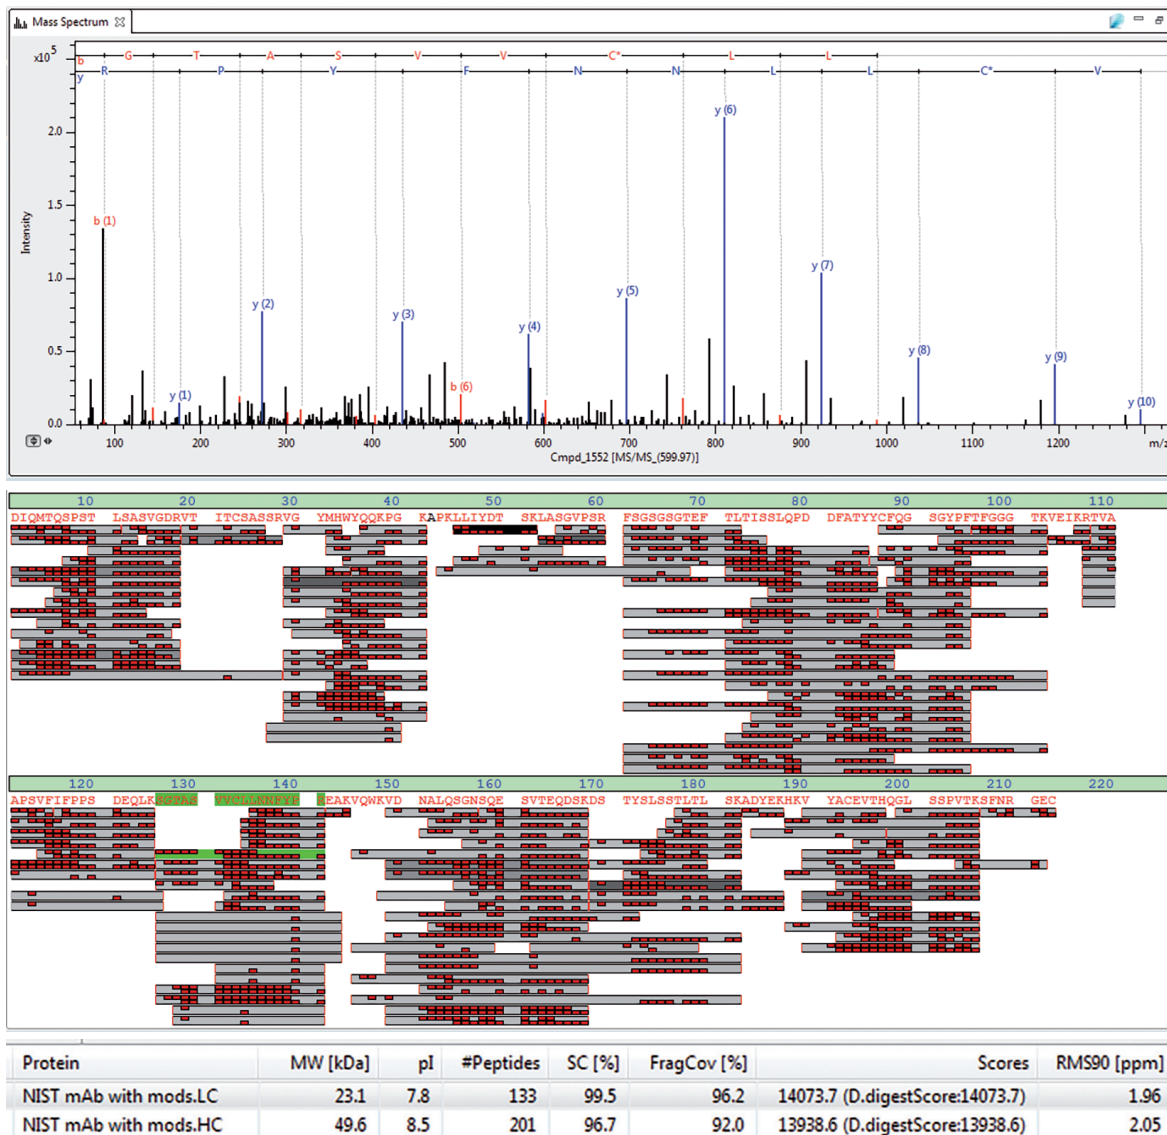 Mass Spectrum
x10^5 b G T A S V V C* L L
y R P Y F N N L L C* V
2.0
1.5
1.0
0.5
0.0
Intensity
b (1)
y (1)
y (2)
y (3)
y (4)
b (6)
y (5)
y (6)
y (7)
y (8)
y (9)
y (10)
100 200 300 400 500 600 700 800 900 1000 1100 1200 m/z
Cmpd_1552 [MS/MS_(599.97)]
10 20 30 40 50 60 70 80 90 100 110
DIQMTQSPST LSASVGDRVT ITCSASSRVG YMHWYQQKPG KAPKLLIYDT SKLASGVPSR FSGSGSGTEF TLTISSLQPD DFATYYCFQG SGYPFTFGGG TKVEIKRTVA
120 130 140 150 160 170 180 190 200 210 220
APSVFIFPPS DEQLKSGTAS VVCLLNNFYP REAKVQWKVD NALQSGNSQE SVTEQDSKDS TYSLSSTLTL SKADYEKHKV YACEVTHQGL SSPVTKSFNR GEC
Protein MW [kDa] pI #Peptides SC [%] FragCov [%] Scores RMS90 [ppm]
NIST mAb with mods.LC 23.1 7.8 133 99.5 96.2 14073.7 (D.digestScore:14073.7) 1.96
NIST mAb with mods.HC 49.6 8.5 201 96.7 92.0 13938.6 (D.digestScore:13938.6) 2.05